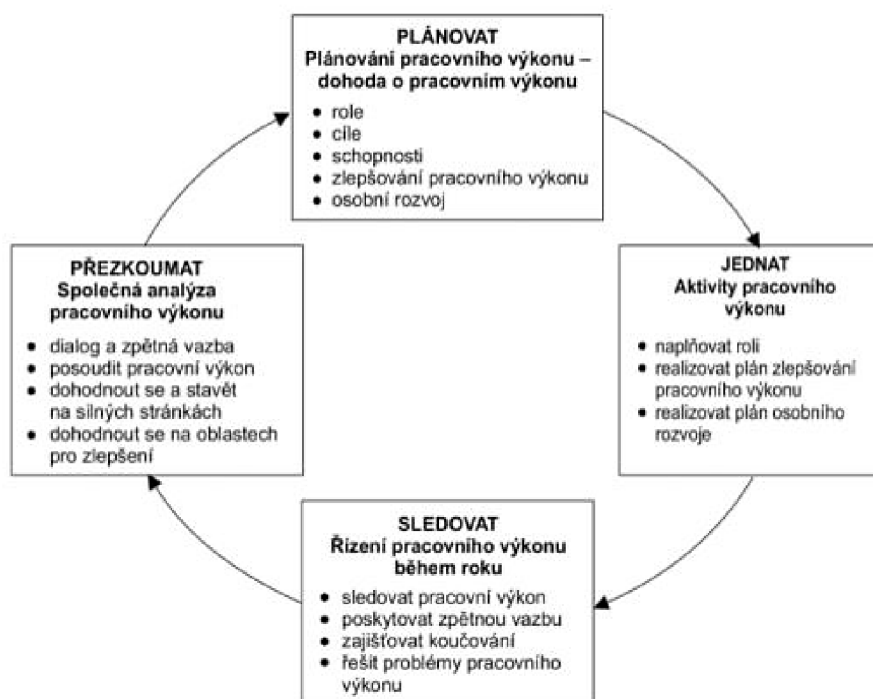 PLÁNOVAT
Plánování pracovního výkonu –
dohoda o pracovním výkonu
● role
● cíle
● schopnosti
● zlepšování pracovního výkonu
● osobní rozvoj
JEDNAT
Aktivity pracovního
výkonu
● naplňovat roli
● realizovat plán zlepšování
pracovního výkonu
● realizovat plán osobního
rozvoje
SLEDOVAT
Řízení pracovního výkonu
během roku
● sledovat pracovní výkon
● poskytovat zpětnou vazbu
● zajišťovat koučování
● řešit problémy pracovního
výkonu
PŘEZKOUMAT
Společná analýza
pracovního výkonu
● dialog a zpětná vazba
● posoudit pracovní výkon
● dohodnout se a stavět
na silných stránkách
● dohodnout se na oblastech
pro zlepšení